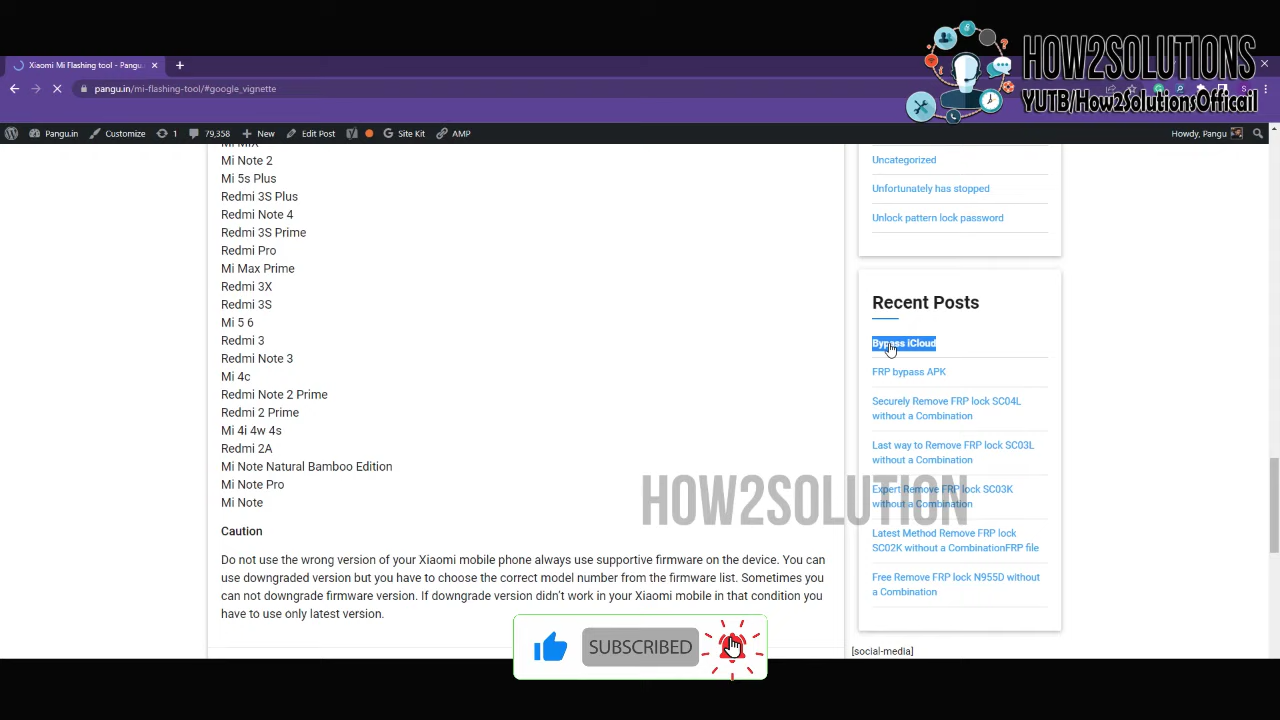 HOW2SOLUTIONS
YUTB/How2SolutionsOfficail
Xiaomi Mi Flashing tool - Pangu.
pangu.in/mi-flashing-tool/#google_vignette
Pangu.in Customize 1 79,358 New Edit Post Site Kit AMP Howdy, Pangu
Mi Mix
Mi Note 2
Mi 5s Plus
Redmi 3S Plus
Redmi Note 4
Redmi 3S Prime
Redmi Pro
Mi Max Prime
Redmi 3X
Redmi 3S
Mi 5 6
Redmi 3
Redmi Note 3
Mi 4c
Redmi Note 2 Prime
Redmi 2 Prime
Mi 4i 4w 4s
Redmi 2A
Mi Note Natural Bamboo Edition
Mi Note Pro
Mi Note
Caution
Do not use the wrong version of your Xiaomi mobile phone always use supportive firmware on the device. You can
use downgraded version but you have to choose the correct model number from the firmware list. Sometimes you
can not downgrade firmware version. If downgrade version didn't work in your Xiaomi mobile in that condition you
have to use only latest version.
Uncategorized
Unfortunately has stopped
Unlock pattern lock password
Recent Posts
Bypass iCloud
FRP bypass APK
Securely Remove FRP lock SC04L
without a Combination
Last way to Remove FRP lock SC03L
without a Combination
Expert Remove FRP lock SC03K
without a Combination
Latest Method Remove FRP lock
SC02K without a CombinationFRP file
Free Remove FRP lock N955D without
a Combination
[social-media]
HOW2SOLUTION
SUBSCRIBED